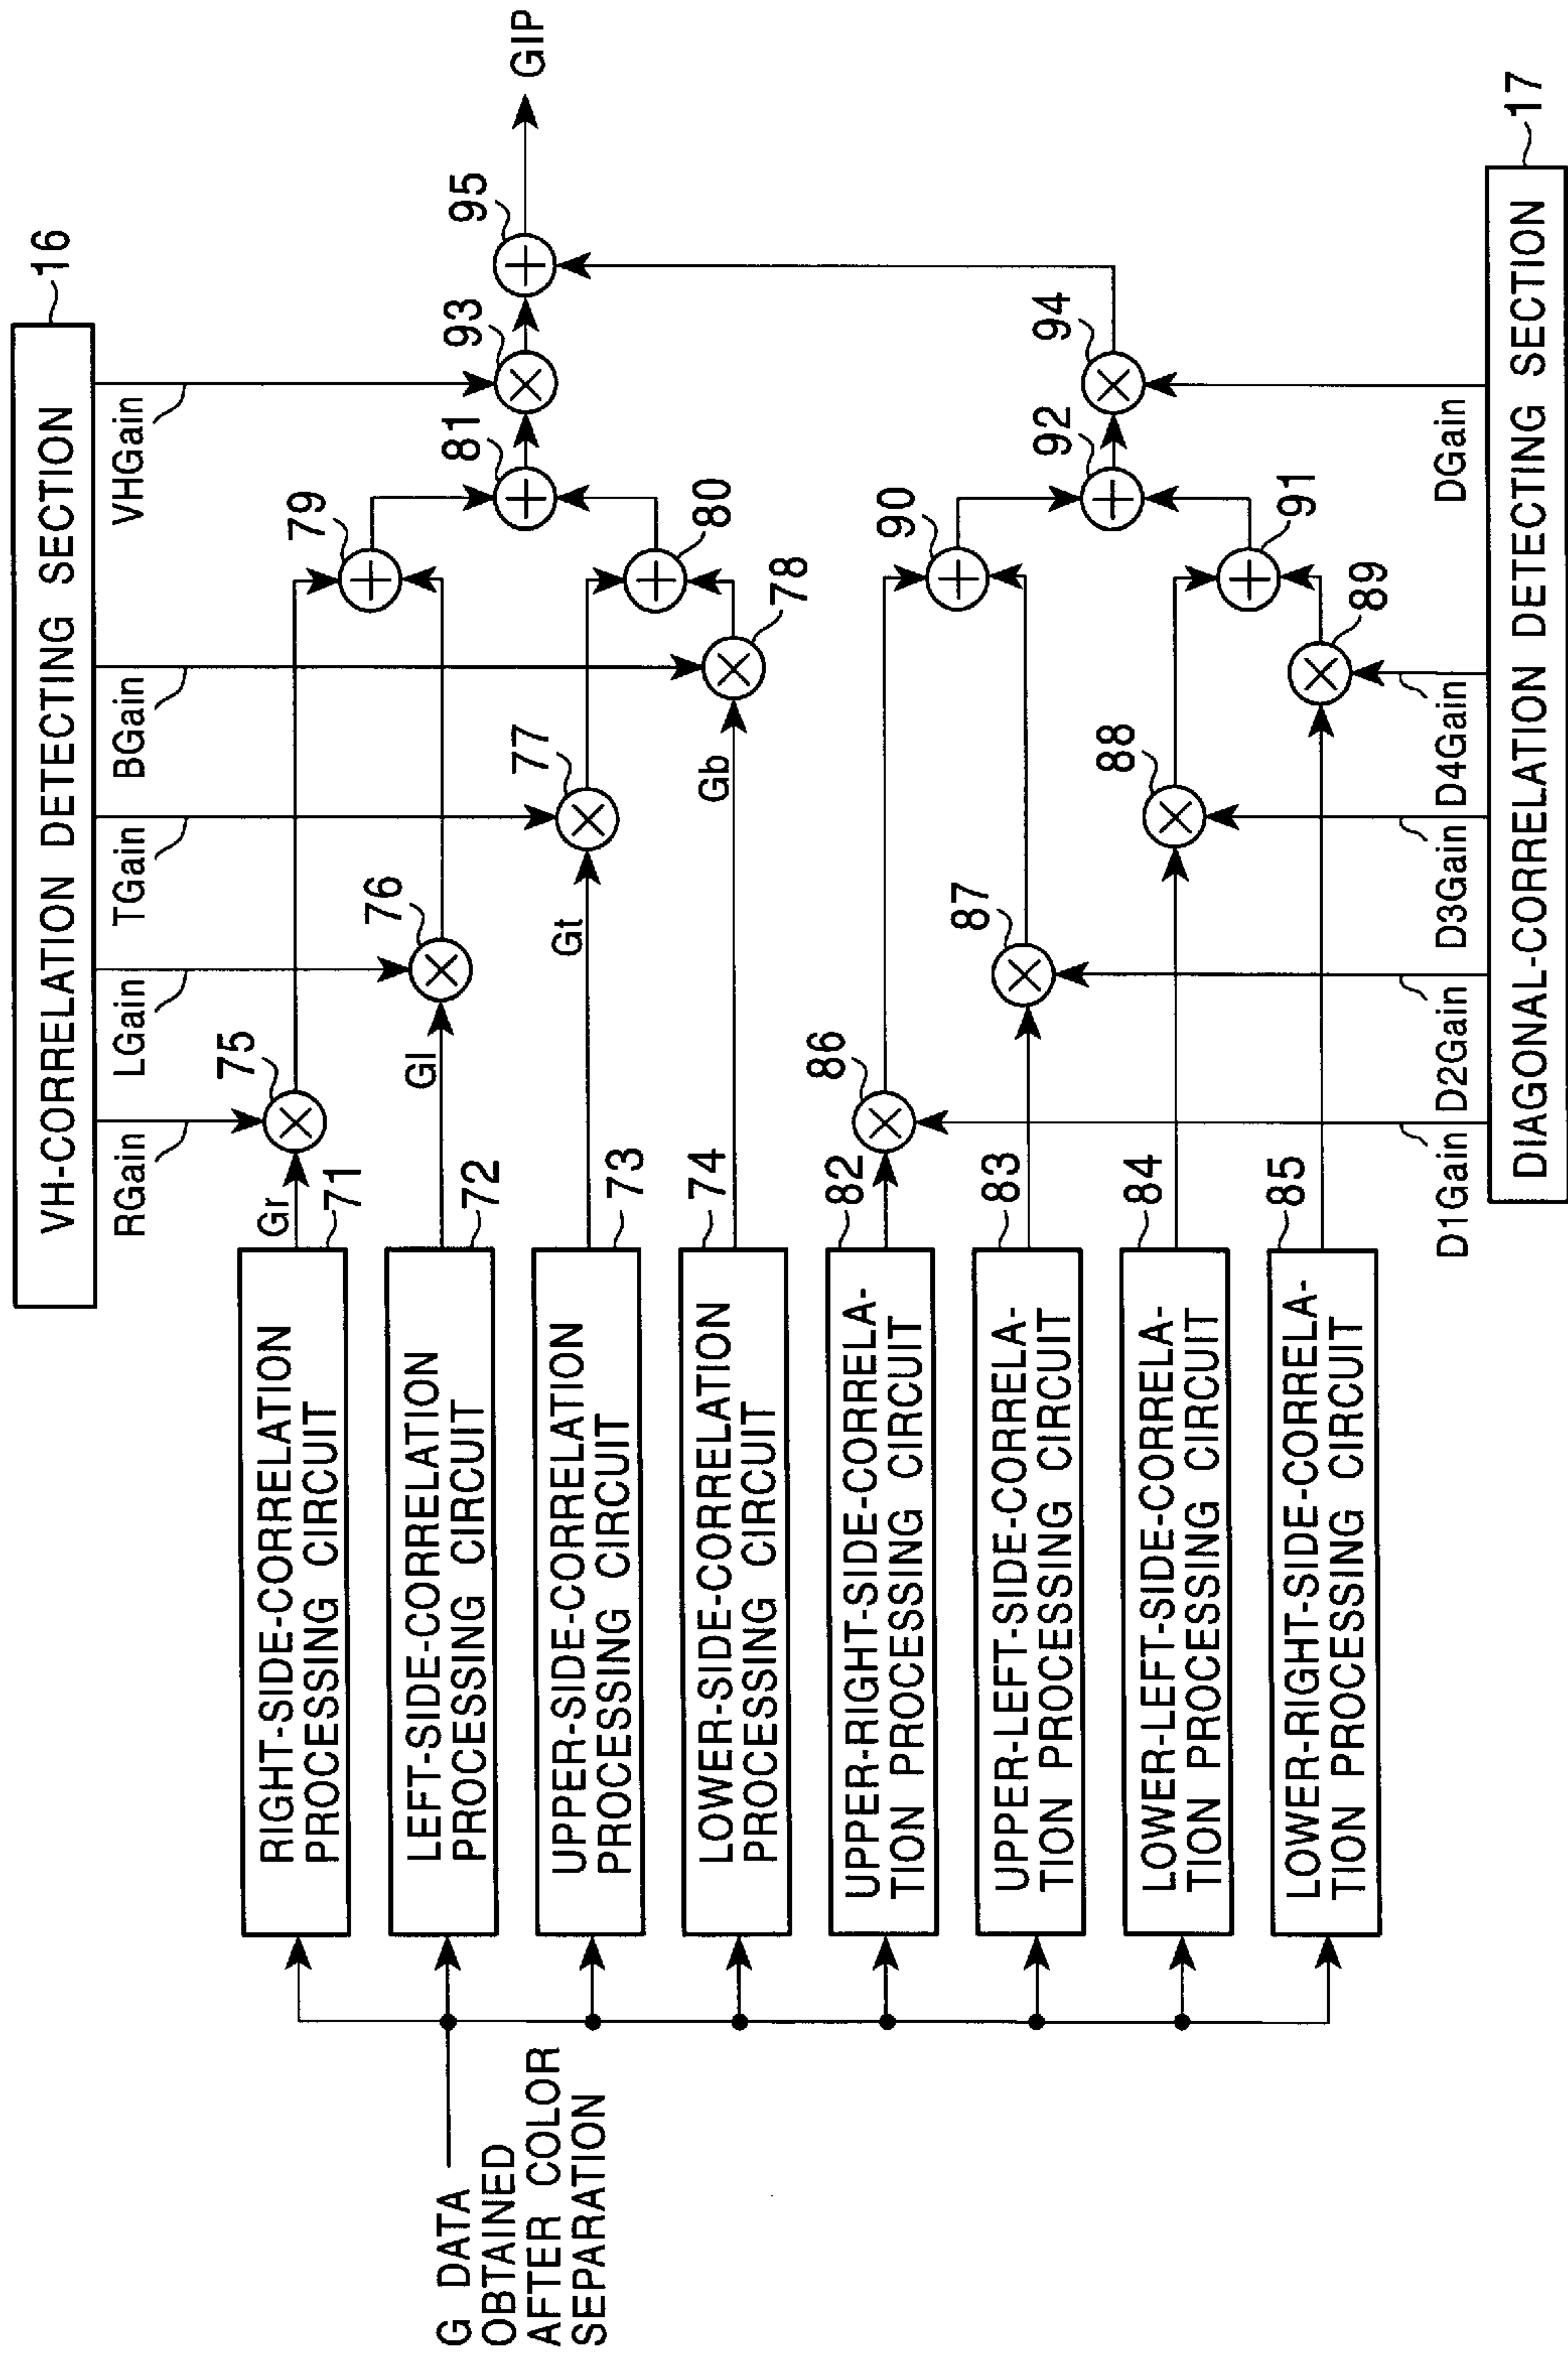 VH-CORRELATION DETECTING SECTION
16
RGain
LGain
TGain
BGain
VHGain
G DATA
OBTAINED
AFTER COLOR
SEPARATION
RIGHT-SIDE-CORRELATION
PROCESSING CIRCUIT
71
Gr
75
LEFT-SIDE-CORRELATION
PROCESSING CIRCUIT
72
Gl
76
UPPER-SIDE-CORRELATION
PROCESSING CIRCUIT
73
Gt
77
LOWER-SIDE-CORRELATION
PROCESSING CIRCUIT
74
Gb
78
79
80
81
93
95
GIP
UPPER-RIGHT-SIDE-CORRELA-
TION PROCESSING CIRCUIT
82
86
UPPER-LEFT-SIDE-CORRELA-
TION PROCESSING CIRCUIT
83
87
LOWER-LEFT-SIDE-CORRELA-
TION PROCESSING CIRCUIT
84
88
LOWER-RIGHT-SIDE-CORRELA-
TION PROCESSING CIRCUIT
85
89
90
91
92
94
D1Gain
D2Gain
D3Gain
D4Gain
DGain
DIAGONAL-CORRELATION DETECTING SECTION
17